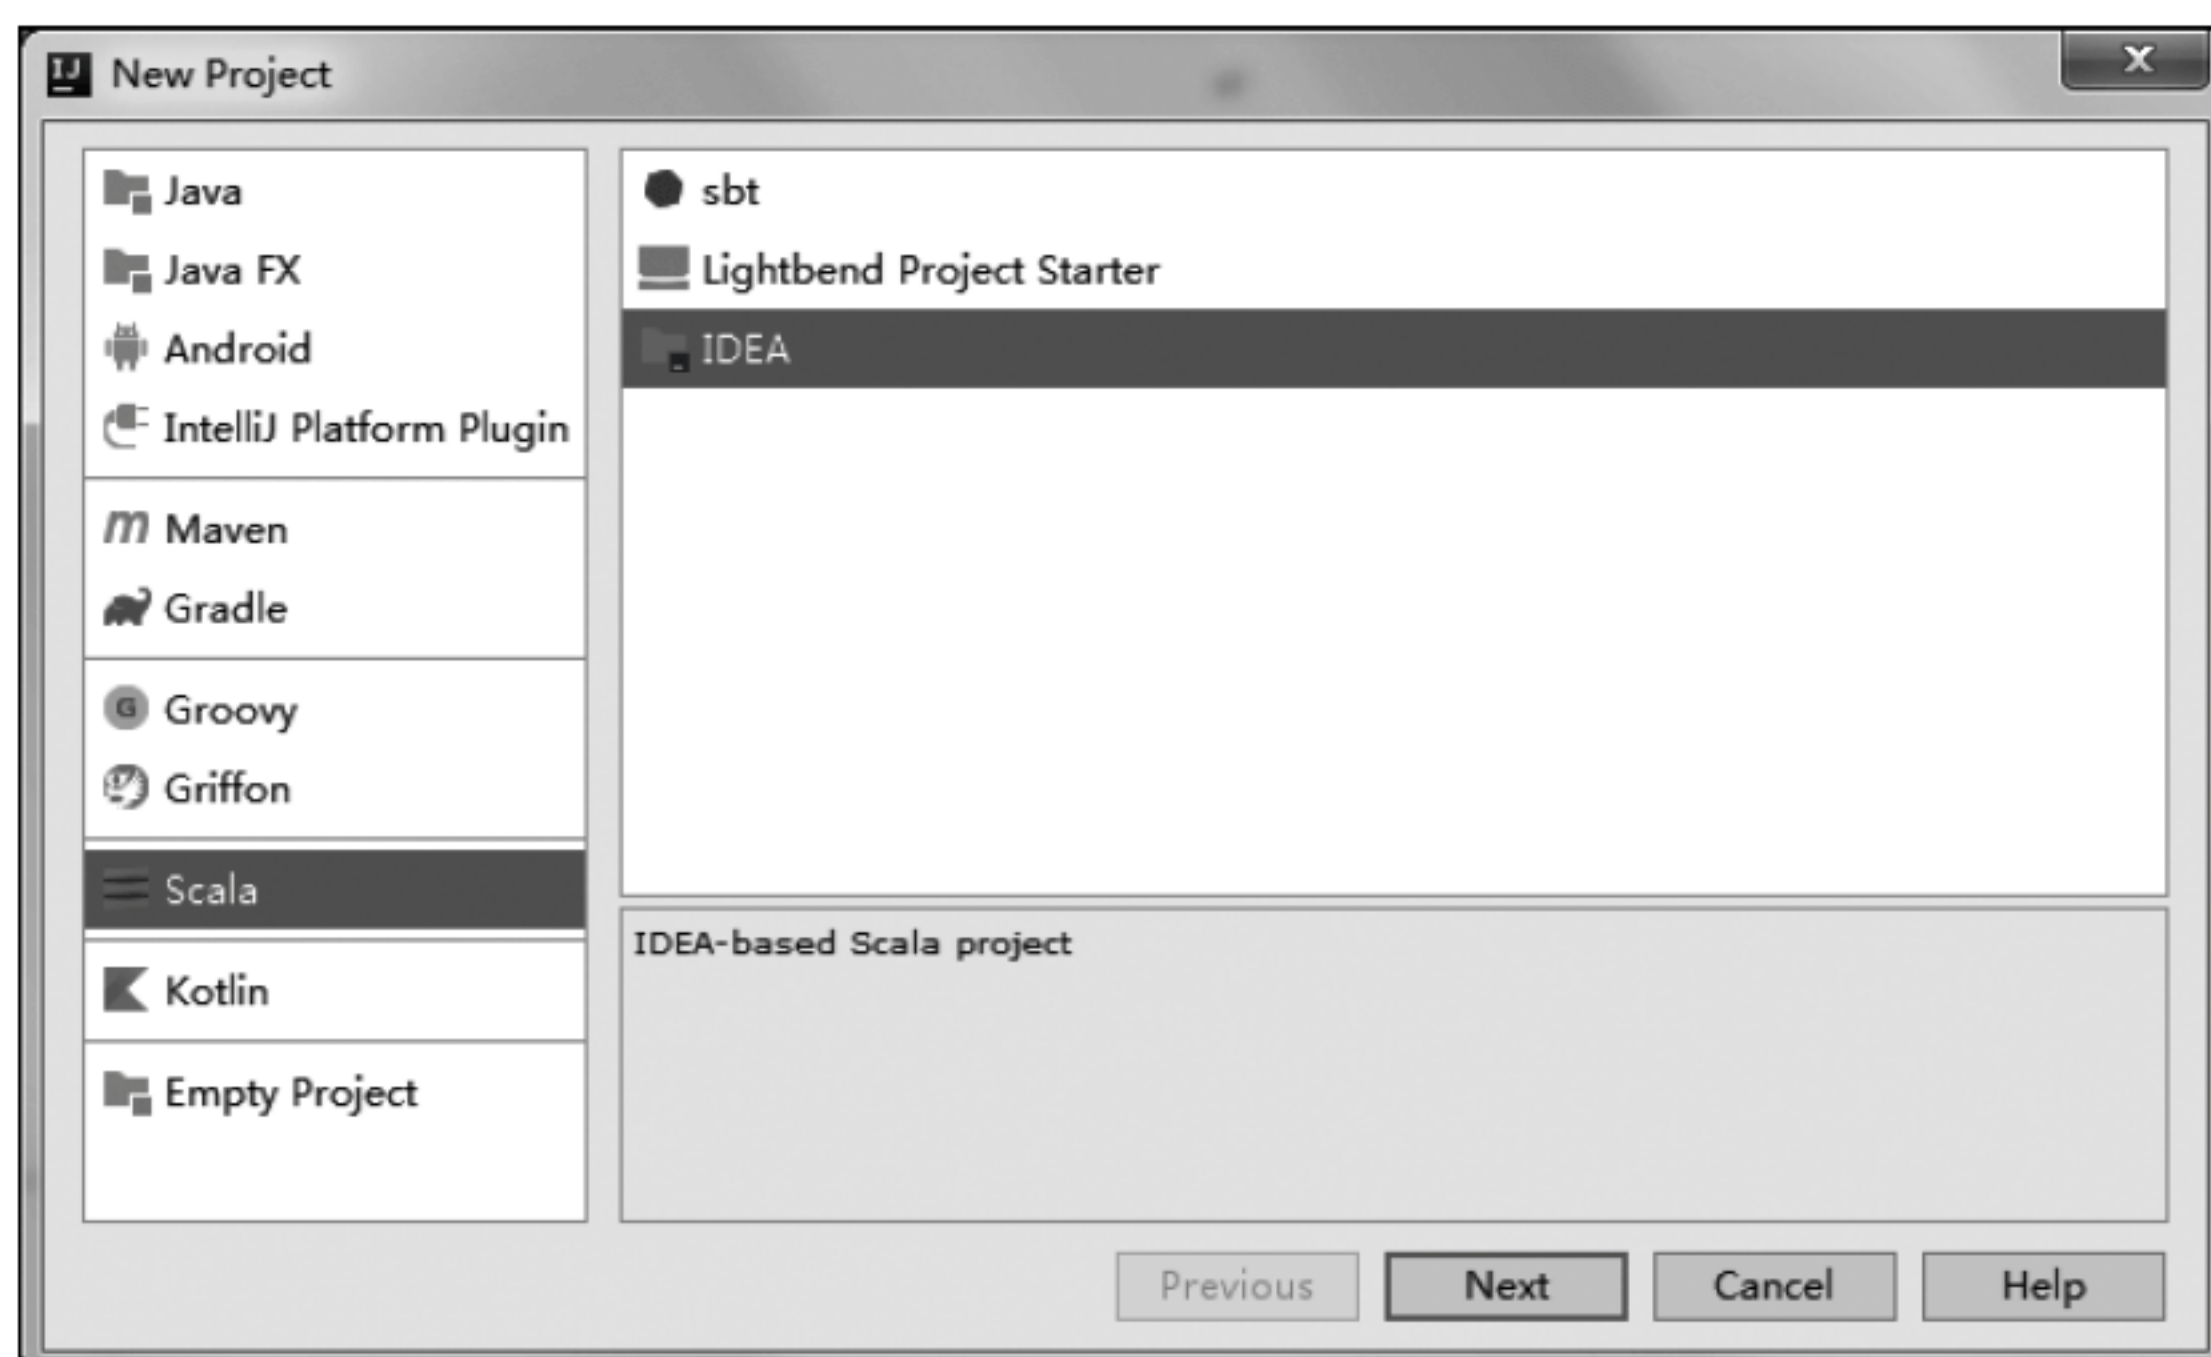 New Project
Java
Java FX
Android
IntelliJ Platform Plugin
Maven
Gradle
Groovy
Griffon
Scala
Kotlin
Empty Project
sbt
Lightbend Project Starter
IDEA
IDEA-based Scala project
Previous
Next
Cancel
Help